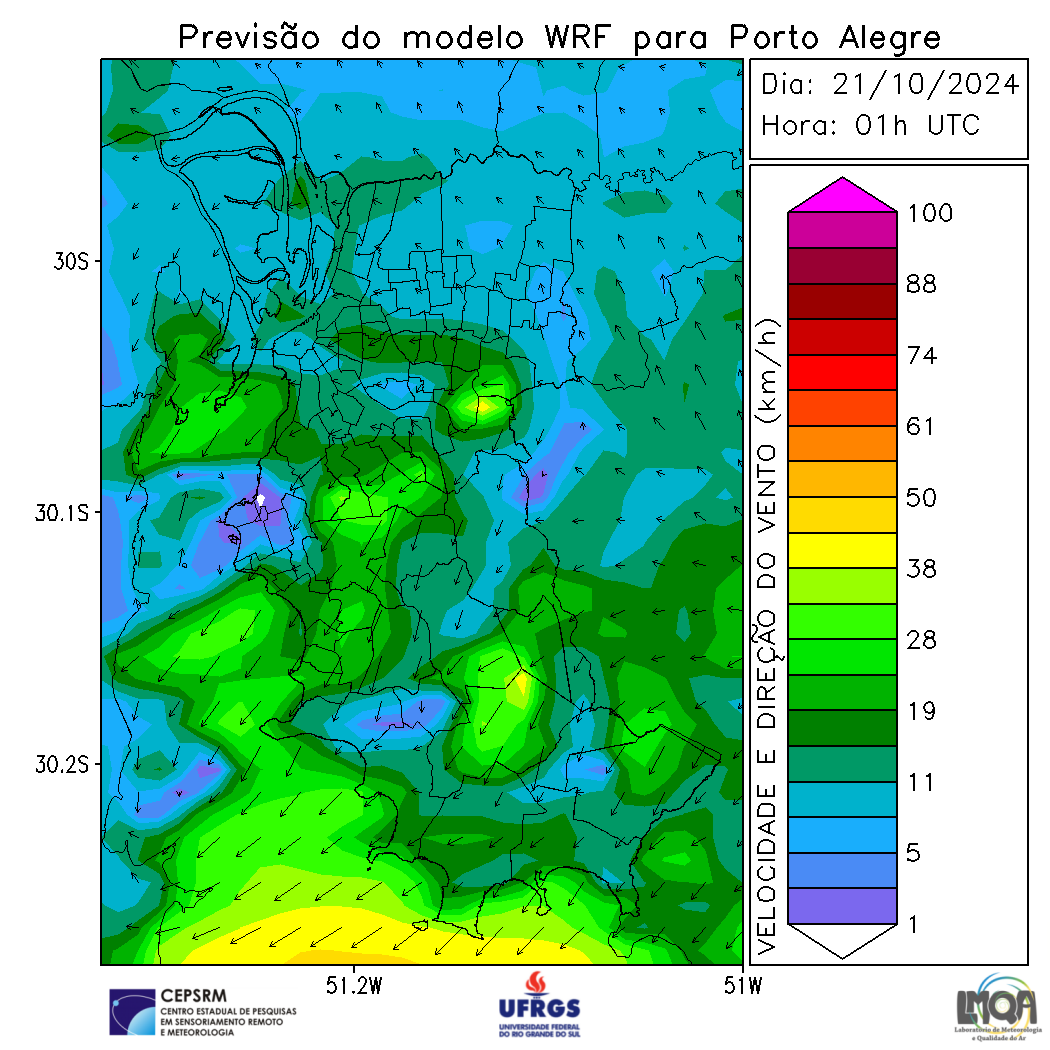 Previsão do modelo WRF para Porto Alegre
Dia: 21/10/2024
Hora: 01h UTC
30S
30.1S
30.2S
51.2W
51W
VELOCIDADE E DIREÇÃO DO VENTO (km/h)
100
88
74
61
50
38
28
19
11
5
1
CEPSRM
CENTRO ESTADUAL DE PESQUISAS
EM SENSORIAMENTO REMOTO
E METEOROLOGIA
UFRGS
UNIVERSIDADE FEDERAL
DO RIO GRANDE DO SUL
LMQA
Laboratório de Meteorologia
e Qualidade do Ar